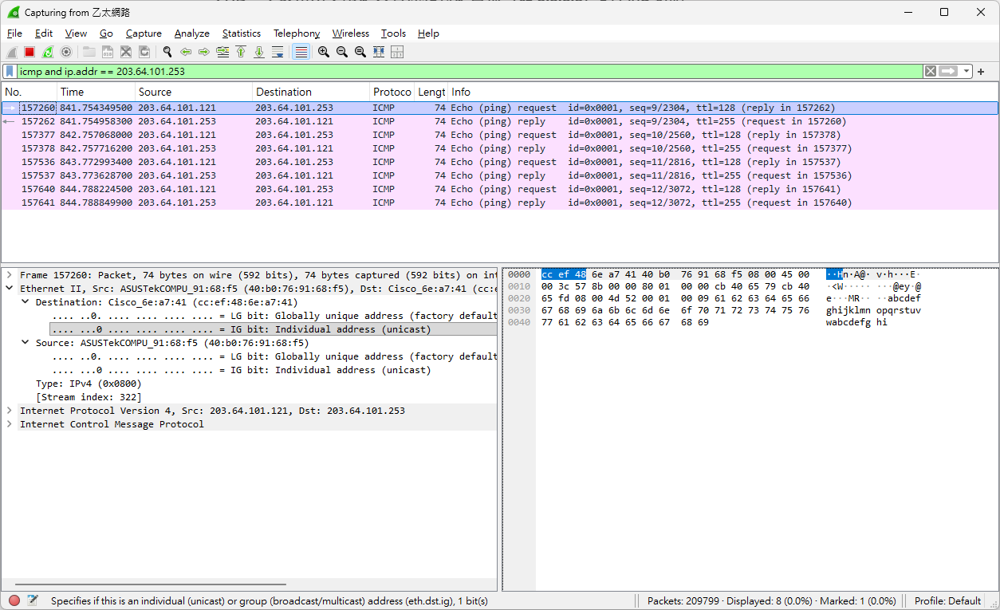 Capturing from 乙太網路
File Edit View Go Capture Analyze Statistics Telephony Wireless Tools Help
icmp and ip.addr == 203.64.101.253
No. Time Source Destination Protoco Lengt Info
157260 841.754349500 203.64.101.121 203.64.101.253 ICMP 74 Echo (ping) request id=0x0001, seq=9/2304, ttl=128 (reply in 157262)
157262 841.754958300 203.64.101.253 203.64.101.121 ICMP 74 Echo (ping) reply id=0x0001, seq=9/2304, ttl=255 (request in 157260)
157377 842.757068000 203.64.101.121 203.64.101.253 ICMP 74 Echo (ping) request id=0x0001, seq=10/2560, ttl=128 (reply in 157378)
157378 842.757716200 203.64.101.253 203.64.101.121 ICMP 74 Echo (ping) reply id=0x0001, seq=10/2560, ttl=255 (request in 157377)
157536 843.772993400 203.64.101.121 203.64.101.253 ICMP 74 Echo (ping) request id=0x0001, seq=11/2816, ttl=128 (reply in 157537)
157537 843.773628700 203.64.101.253 203.64.101.121 ICMP 74 Echo (ping) reply id=0x0001, seq=11/2816, ttl=255 (request in 157536)
157640 844.788224500 203.64.101.121 203.64.101.253 ICMP 74 Echo (ping) request id=0x0001, seq=12/3072, ttl=128 (reply in 157641)
157641 844.788849900 203.64.101.253 203.64.101.121 ICMP 74 Echo (ping) reply id=0x0001, seq=12/3072, ttl=255 (request in 157640)
Frame 157260: Packet, 74 bytes on wire (592 bits), 74 bytes captured (592 bits) on int
Ethernet II, Src: ASUSTekCOMPU_91:68:f5 (40:b0:76:91:68:f5), Dst: Cisco_6e:a7:41 (cc:e
Destination: Cisco_6e:a7:41 (cc:ef:48:6e:a7:41)
.... ..0. .... .... .... .... = LG bit: Globally unique address (factory default
.... ...0 .... .... .... .... = IG bit: Individual address (unicast)
Source: ASUSTekCOMPU_91:68:f5 (40:b0:76:91:68:f5)
.... ..0. .... .... .... .... = LG bit: Globally unique address (factory default
.... ...0 .... .... .... .... = IG bit: Individual address (unicast)
Type: IPv4 (0x0800)
[Stream index: 322]
Internet Protocol Version 4, Src: 203.64.101.121, Dst: 203.64.101.253
Internet Control Message Protocol
0000 cc ef 48 6e a7 41 40 b0 76 91 68 f5 08 00 45 00 ··Hn·A@· v·h···E·
0010 00 3c 57 8b 00 00 80 01 00 00 cb 40 65 79 cb 40 ·<W····· ···@ey·@
0020 65 fd 08 00 4d 52 00 01 00 09 61 62 63 64 65 66 e···MR·· ··abcdef
0030 67 68 69 6a 6b 6c 6d 6e 6f 70 71 72 73 74 75 76 ghijklmn opqrstuv
0040 77 61 62 63 64 65 66 67 68 69 wabcdefg hi
Specifies if this is an individual (unicast) or group (broadcast/multicast) address (eth.dst.ig), 1 bit(s)
Packets: 209799 · Displayed: 8 (0.0%) · Marked: 1 (0.0%)
Profile: Default